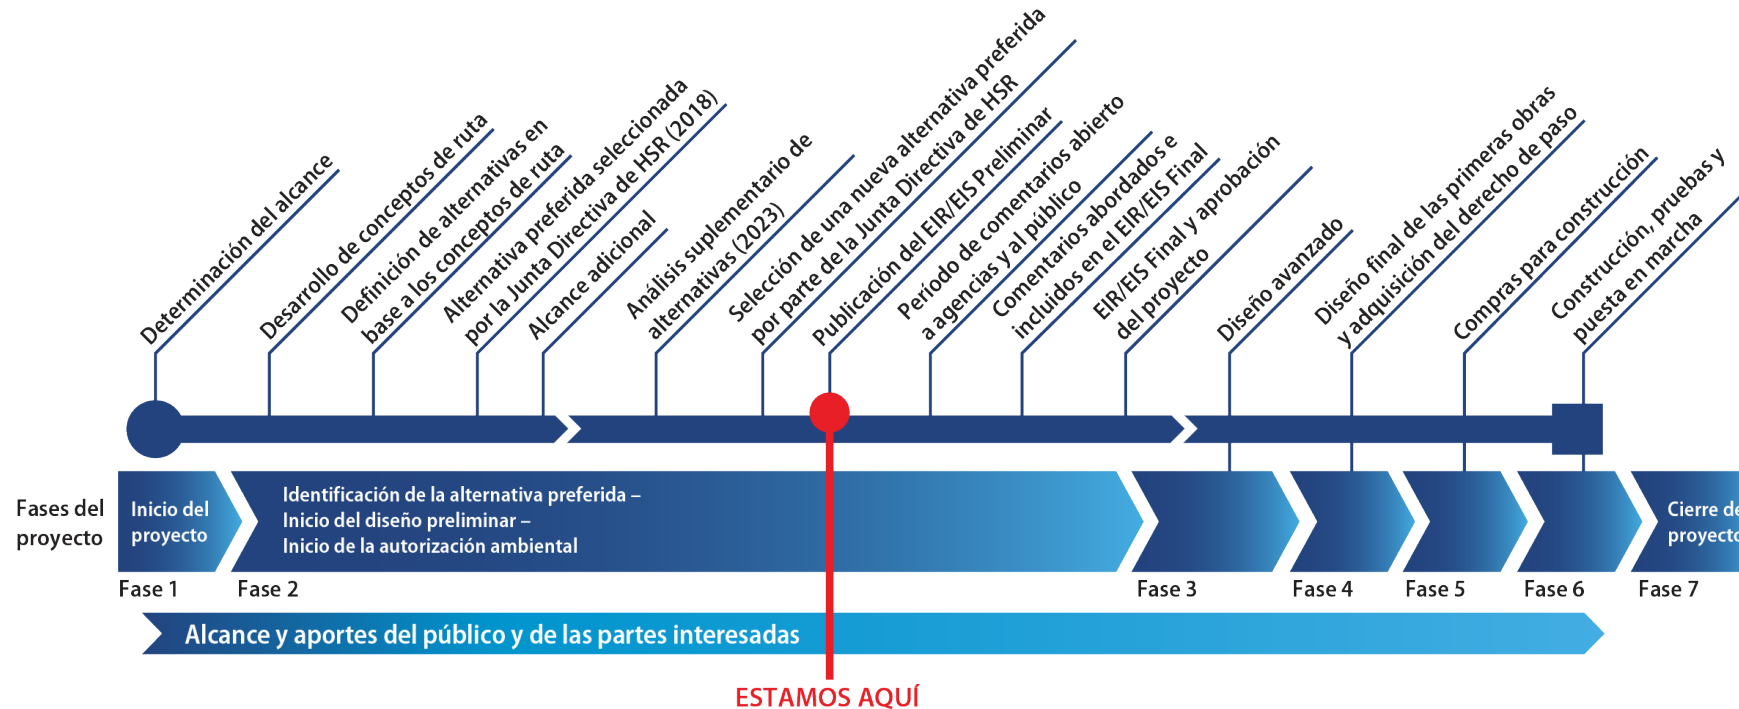 Determinación del alcance
Desarrollo de conceptos de ruta
Definición de alternativas en
base a los conceptos de ruta
Alternativa preferida seleccionada
por la Junta Directiva de HSR (2018)
Alcance adicional
Análisis suplementario de
alternativas (2023)
Selección de una nueva alternativa preferida
por parte de la Junta Directiva de HSR
Publicación del EIR/EIS Preliminar
Período de comentarios abierto
a agencias y al público
Comentarios abordados e
incluidos en el EIR/EIS Final
EIR/EIS Final y aprobación
del proyecto
Diseño avanzado
Diseño final de las primeras obras
y adquisición del derecho de paso
Compras para construcción
Construcción, pruebas y
puesta en marcha
Fases del
proyecto
Inicio del
proyecto
Identificación de la alternativa preferida –
Inicio del diseño preliminar –
Inicio de la autorización ambiental
Cierre de
proyecto
Fase 1
Fase 2
Fase 3
Fase 4
Fase 5
Fase 6
Fase 7
Alcance y aportes del público y de las partes interesadas
ESTAMOS AQUÍ